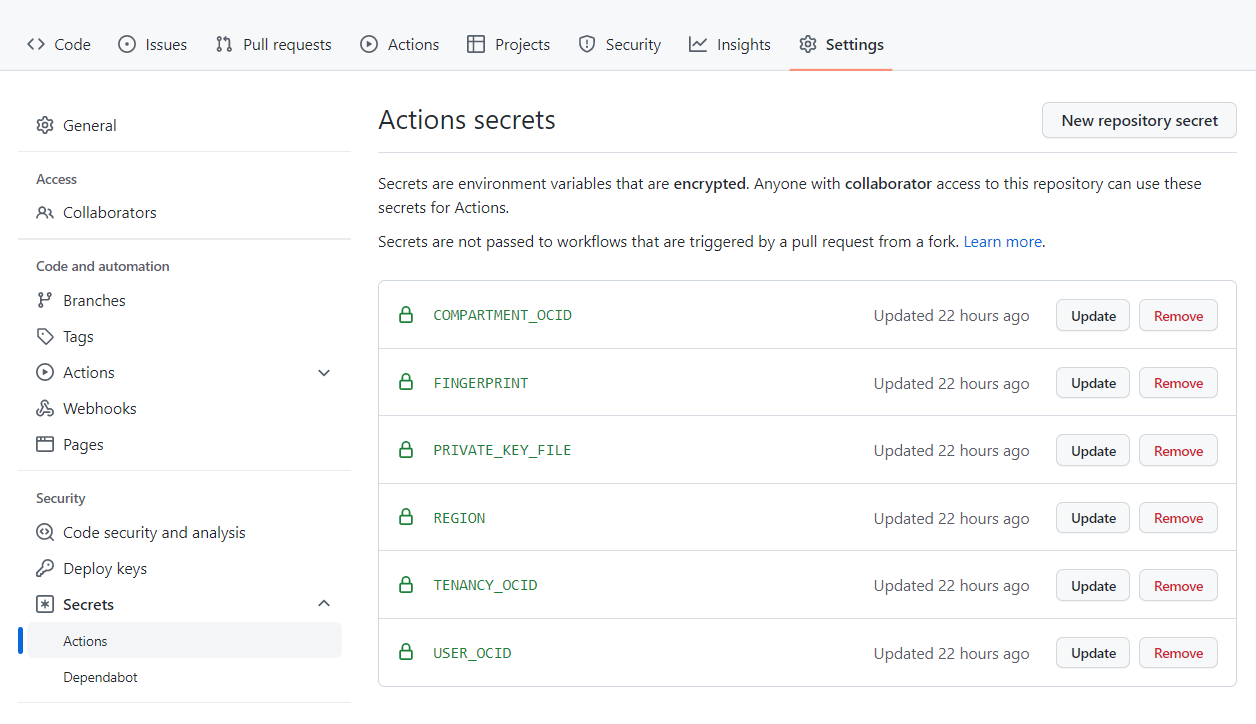 Code Issues Pull requests Actions Projects Security Insights Settings
General
Access
Collaborators
Code and automation
Branches
Tags
Actions
Webhooks
Pages
Security
Code security and analysis
Deploy keys
Secrets
Actions
Dependabot
Actions secrets
New repository secret
Secrets are environment variables that are encrypted. Anyone with collaborator access to this repository can use these
secrets for Actions.
Secrets are not passed to workflows that are triggered by a pull request from a fork. Learn more.
COMPARTMENT_OCID Updated 22 hours ago Update Remove
FINGERPRINT Updated 22 hours ago Update Remove
PRIVATE_KEY_FILE Updated 22 hours ago Update Remove
REGION Updated 22 hours ago Update Remove
TENANCY_OCID Updated 22 hours ago Update Remove
USER_OCID Updated 22 hours ago Update Remove